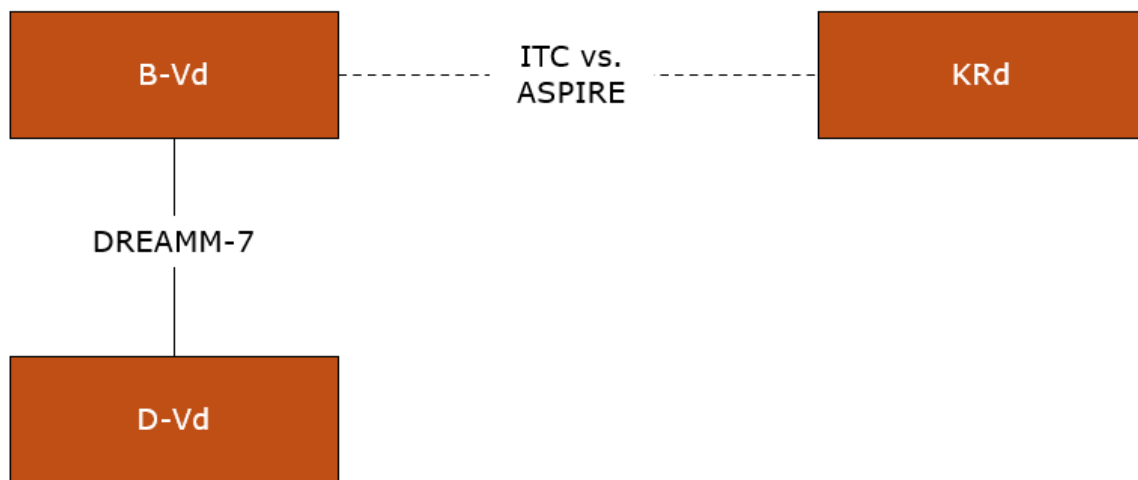 B-Vd
ITC vs.
ASPIRE
KRd
DREAMM-7
D-Vd